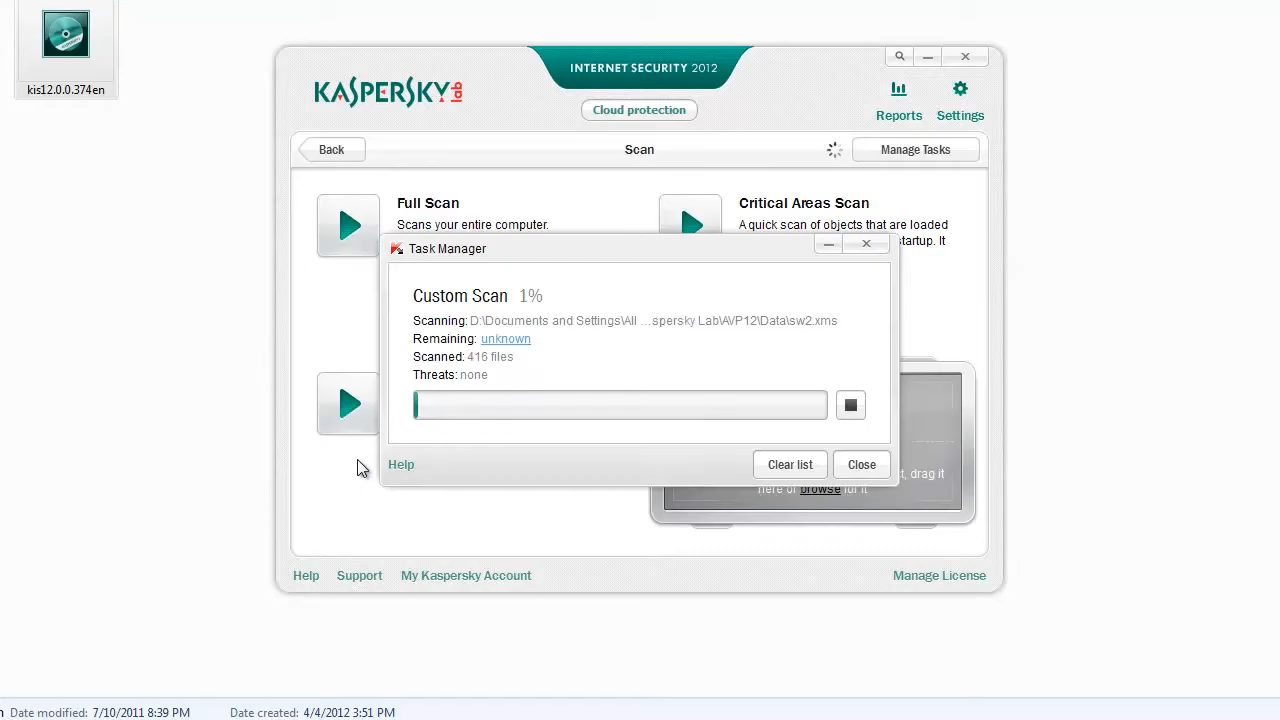 kis12.0.0.374en
INTERNET SECURITY 2012
KASPERSKY lab
Cloud protection
Reports
Settings
Back
Scan
Manage Tasks
Full Scan
Scans your entire computer.
Critical Areas Scan
A quick scan of objects that are loaded
startup. It
Task Manager
Custom Scan 1%
Scanning: D:\Documents and Settings\All ...spersky Lab\AVP12\Data\sw2.xms
Remaining: unknown
Scanned: 416 files
Threats: none
Help
Clear list
Close
drag it
here or browse for it
Help
Support
My Kaspersky Account
Manage License
Date modified: 7/10/2011 8:39 PM
Date created: 4/4/2012 3:51 PM